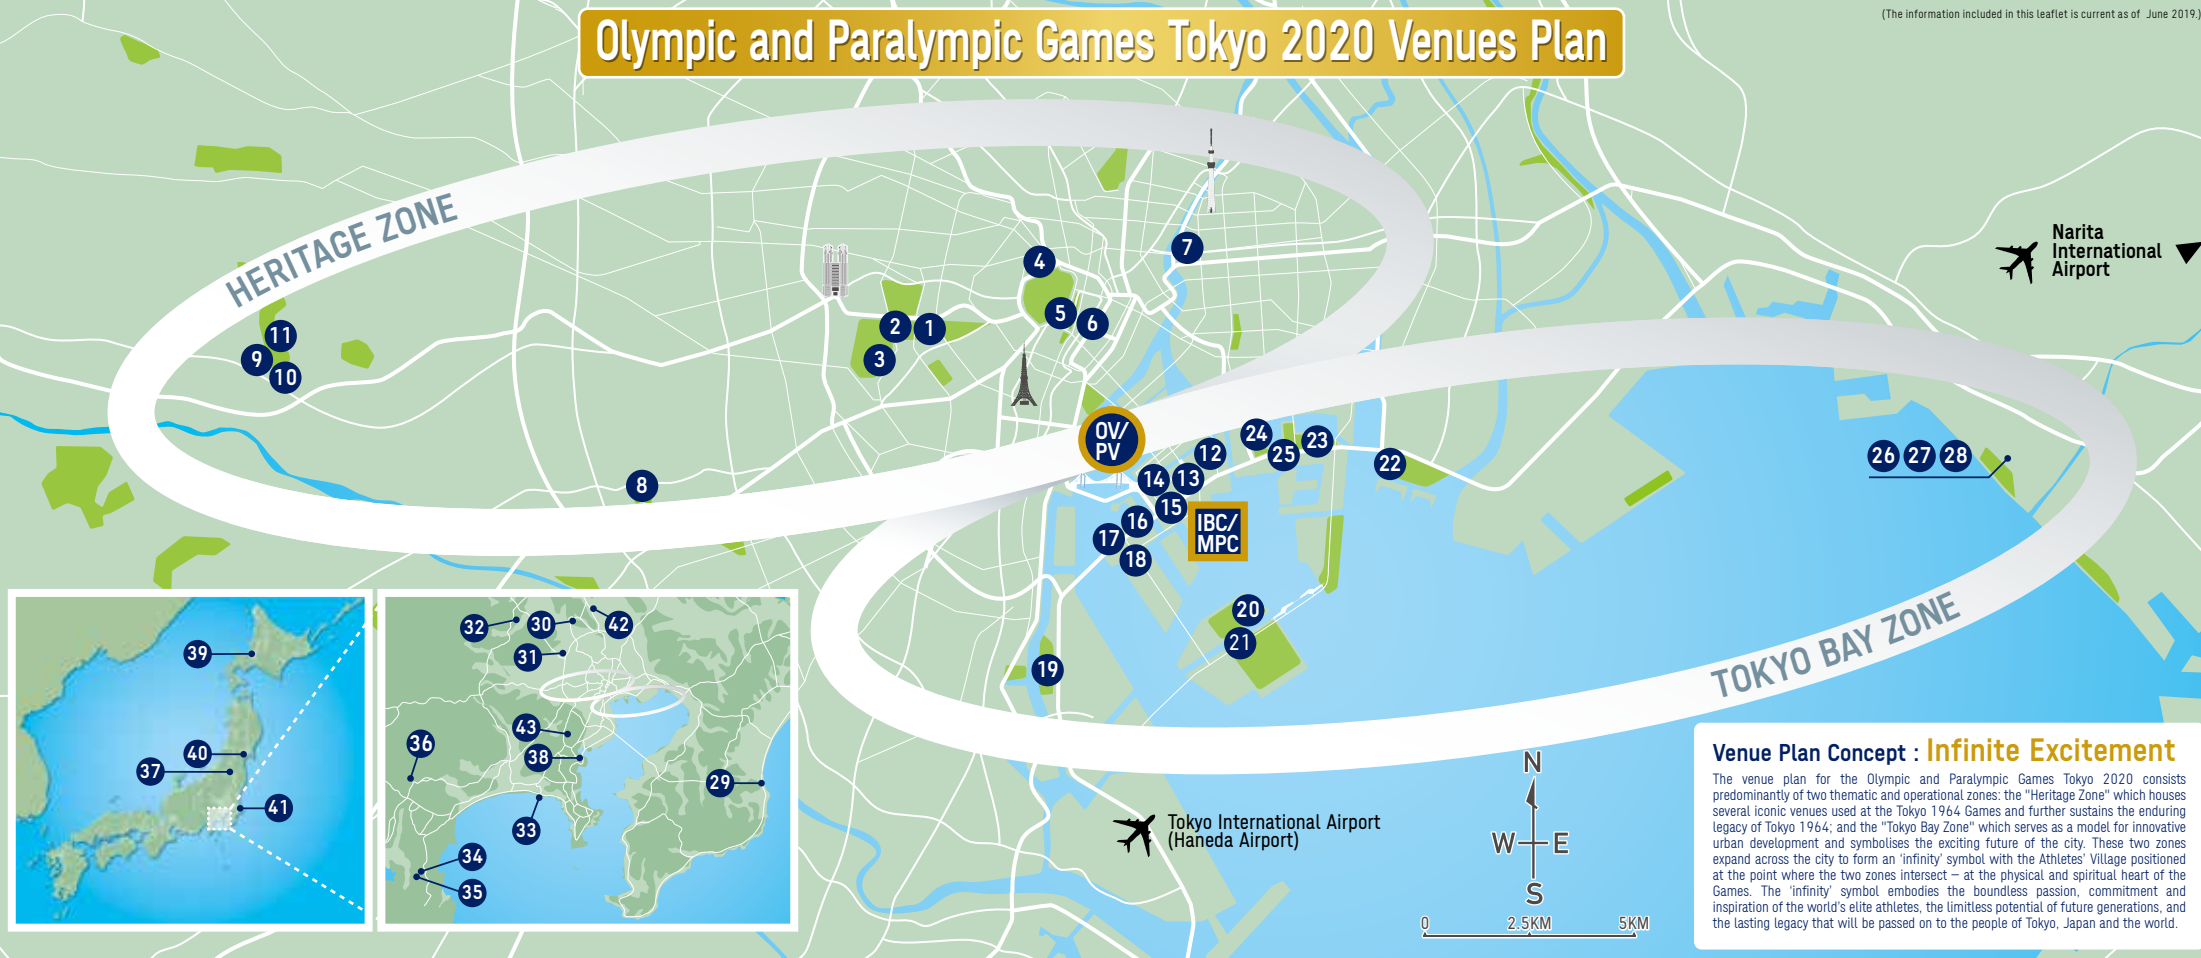 (The information included in this leaflet is current as of June 2019.)
Olympic and Paralympic Games Tokyo 2020 Venues Plan
HERITAGE ZONE
Narita
International
Airport
7
4
5
6
2
1
3
11
9
10
8
OV/
PV
24
23
12
25
22
26 27 28
14
13
15
16
17
18
IBC/
MPC
20
21
19
TOKYO BAY ZONE
39
40
37
41
32
30
42
31
43
36
38
29
33
34
35
Tokyo International Airport
(Haneda Airport)
N
W E
S
0 2.5KM 5KM
Venue Plan Concept : Infinite Excitement
The venue plan for the Olympic and Paralympic Games Tokyo 2020 consists
predominantly of two thematic and operational zones: the "Heritage Zone" which houses
several iconic venues used at the Tokyo 1964 Games and further sustains the enduring
legacy of Tokyo 1964; and the "Tokyo Bay Zone" which serves as a model for innovative
urban development and symbolises the exciting future of the city. These two zones
expand across the city to form an ‘infinity’ symbol with the Athletes’ Village positioned
at the point where the two zones intersect – at the physical and spiritual heart of the
Games. The ‘infinity’ symbol embodies the boundless passion, commitment and
inspiration of the world’s elite athletes, the limitless potential of future generations, and
the lasting legacy that will be passed on to the people of Tokyo, Japan and the world.